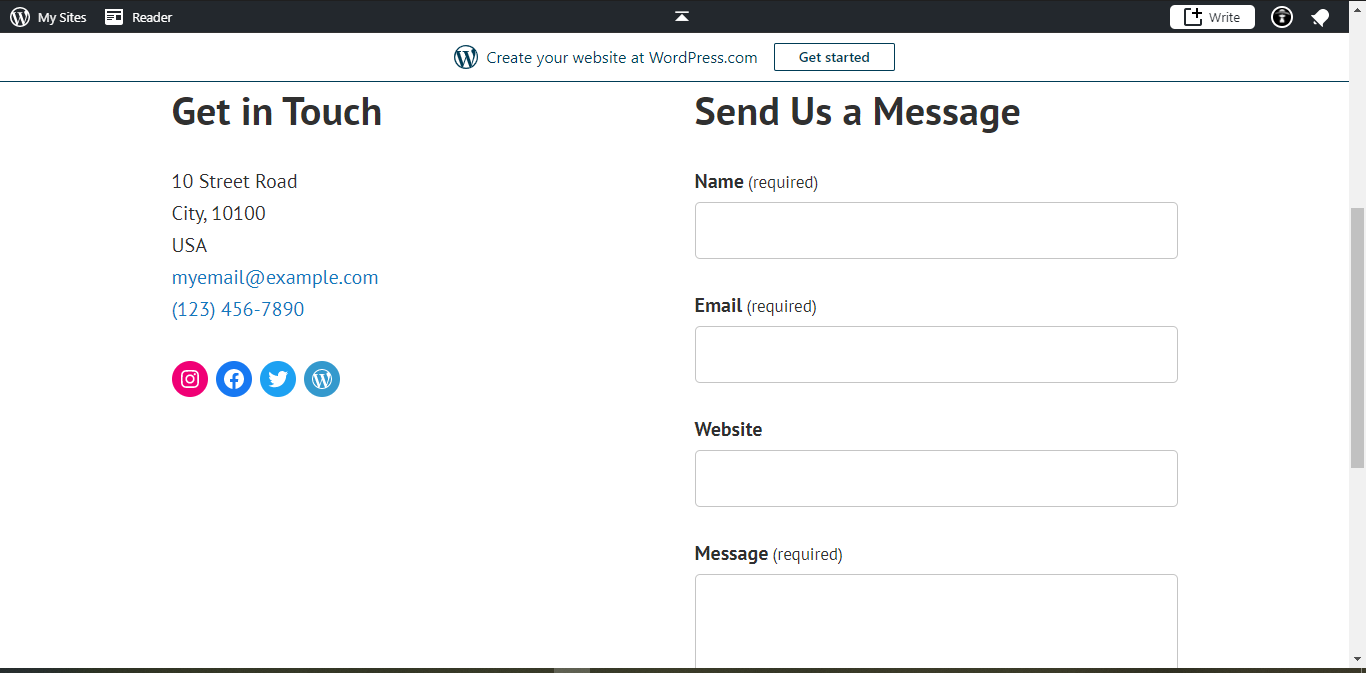 My Sites Reader Write
Create your website at WordPress.com Get started
Get in Touch
10 Street Road
City, 10100
USA
myemail@example.com
(123) 456-7890
Send Us a Message
Name (required)
Email (required)
Website
Message (required)